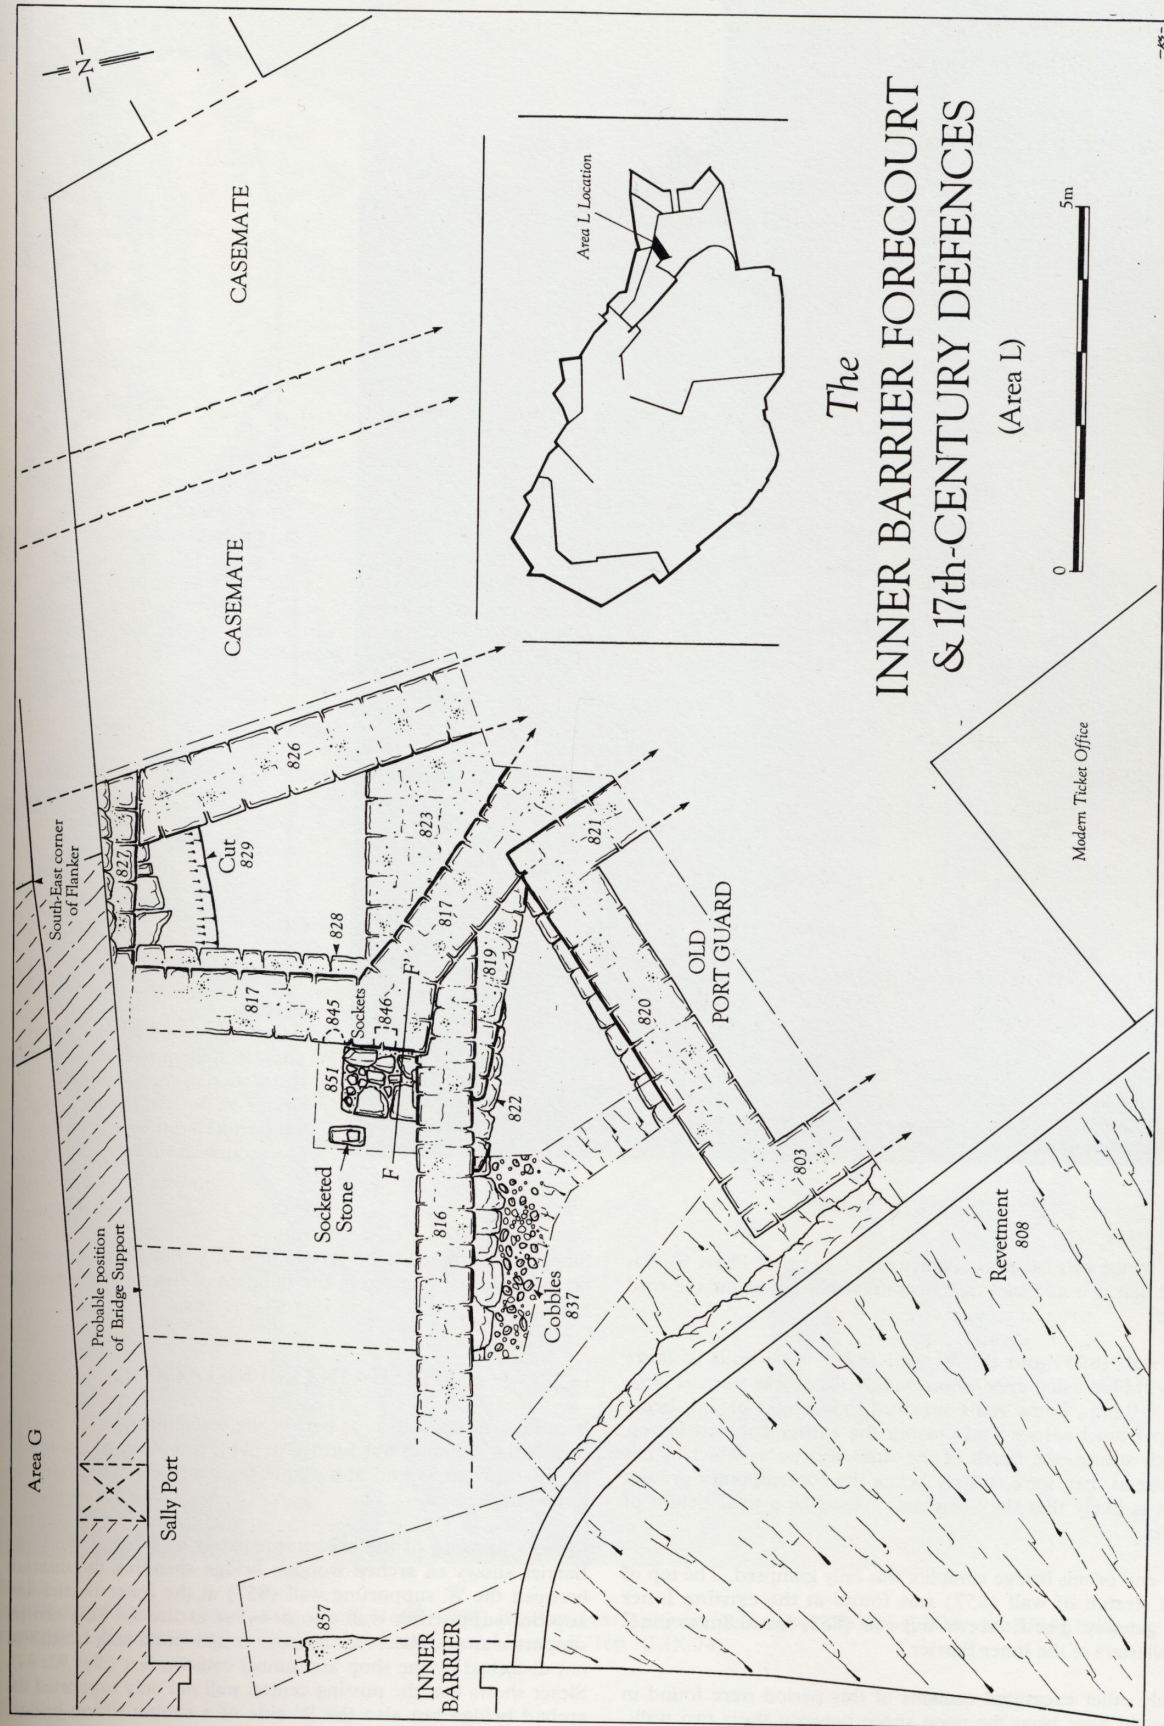 N
Area G
South-East corner
of Flanker
Probable position
of Bridge Support
Sally Port
CASEMATE
CASEMATE
827
826
Cut
829
828
823
817
817
845
Sockets
846
F'
F
851
Socketed
Stone
819
822
816
821
820
OLD
PORT GUARD
803
Cobbles
837
857
INNER
BARRIER
Revetment
808
Modern Ticket Office
Area L Location
The
INNER BARRIER FORECOURT
& 17th-CENTURY DEFENCES
(Area L)
0
5m